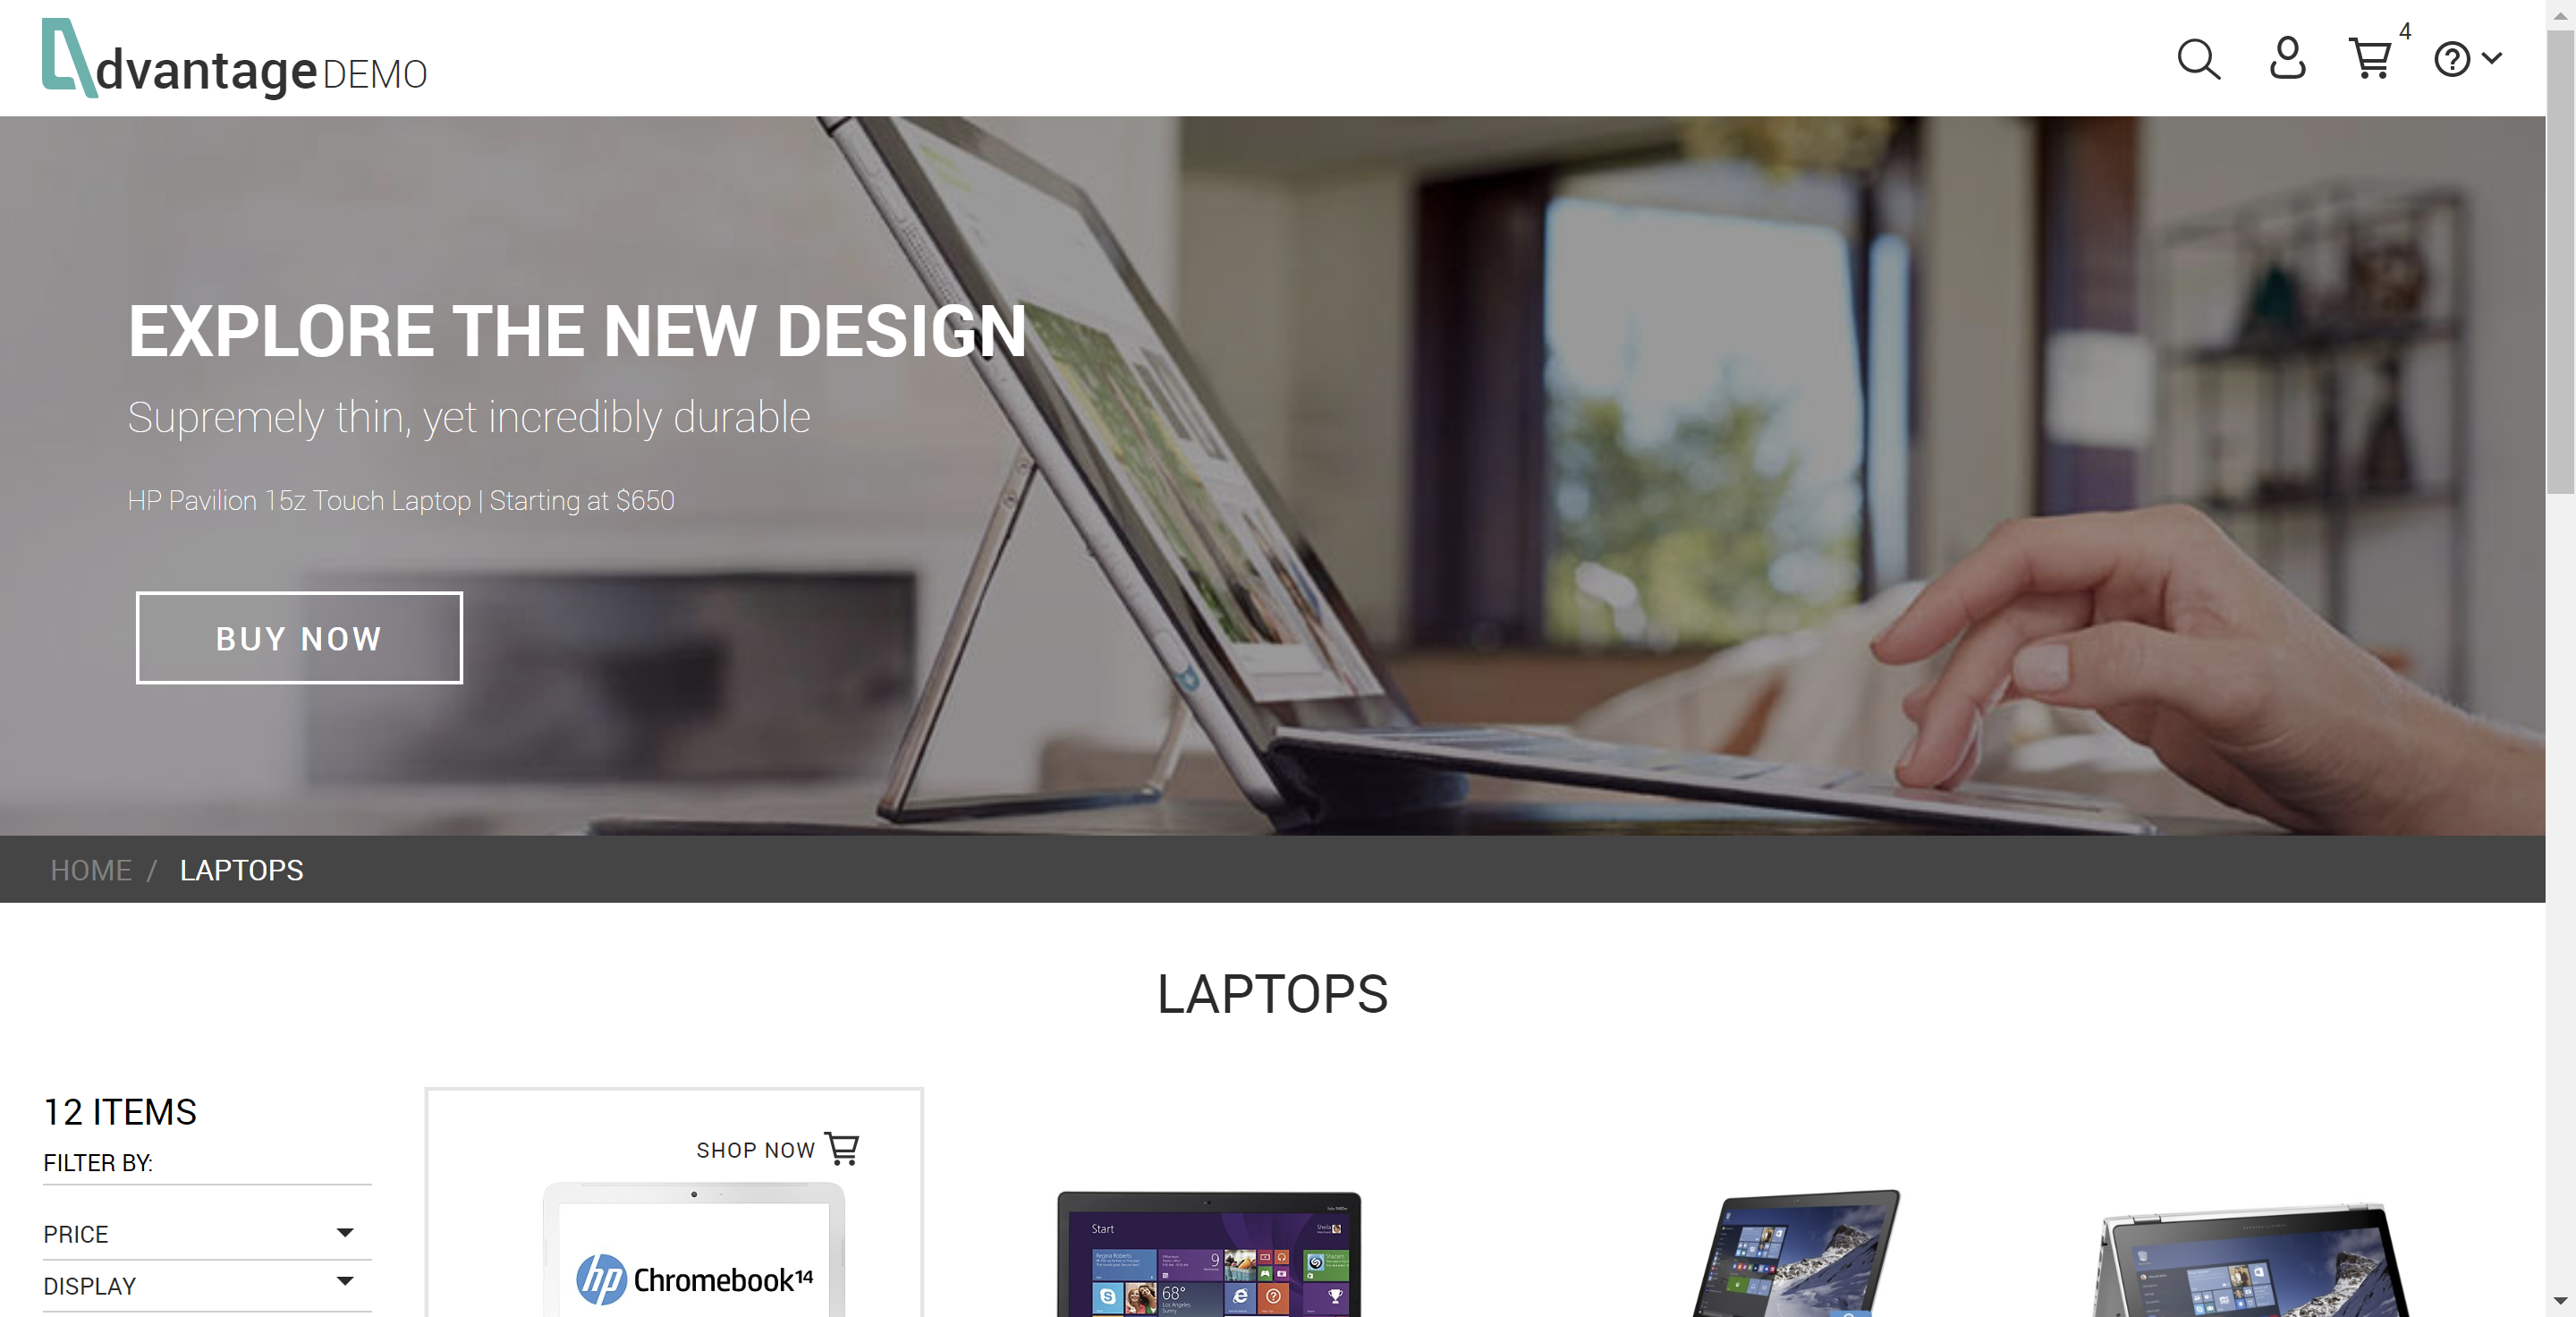 dvantage DEMO
4
EXPLORE THE NEW DESIGN
Supremely thin, yet incredibly durable
HP Pavilion 15z Touch Laptop | Starting at $650
BUY NOW
HOME / LAPTOPS
LAPTOPS
12 ITEMS
FILTER BY:
PRICE
DISPLAY
SHOP NOW
hp Chromebook14
Start
9
68°